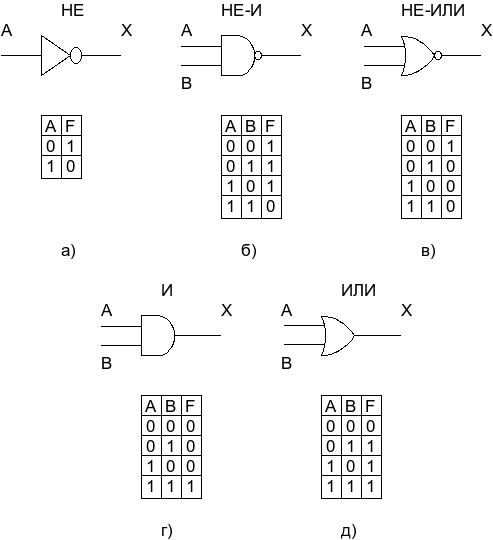 НЕ НЕ-И НЕ-ИЛИ
A X A X A X
B B
A F A B F A B F
0 1 0 0 1 0 0 1
1 0 0 1 1 0 1 0
1 0 1 1 0 0
1 1 0 1 1 0
а) б) в)
И ИЛИ
A X A X
B B
A B F A B F
0 0 0 0 0 0
0 1 0 0 1 1
1 0 0 1 0 1
1 1 1 1 1 1
г) д)